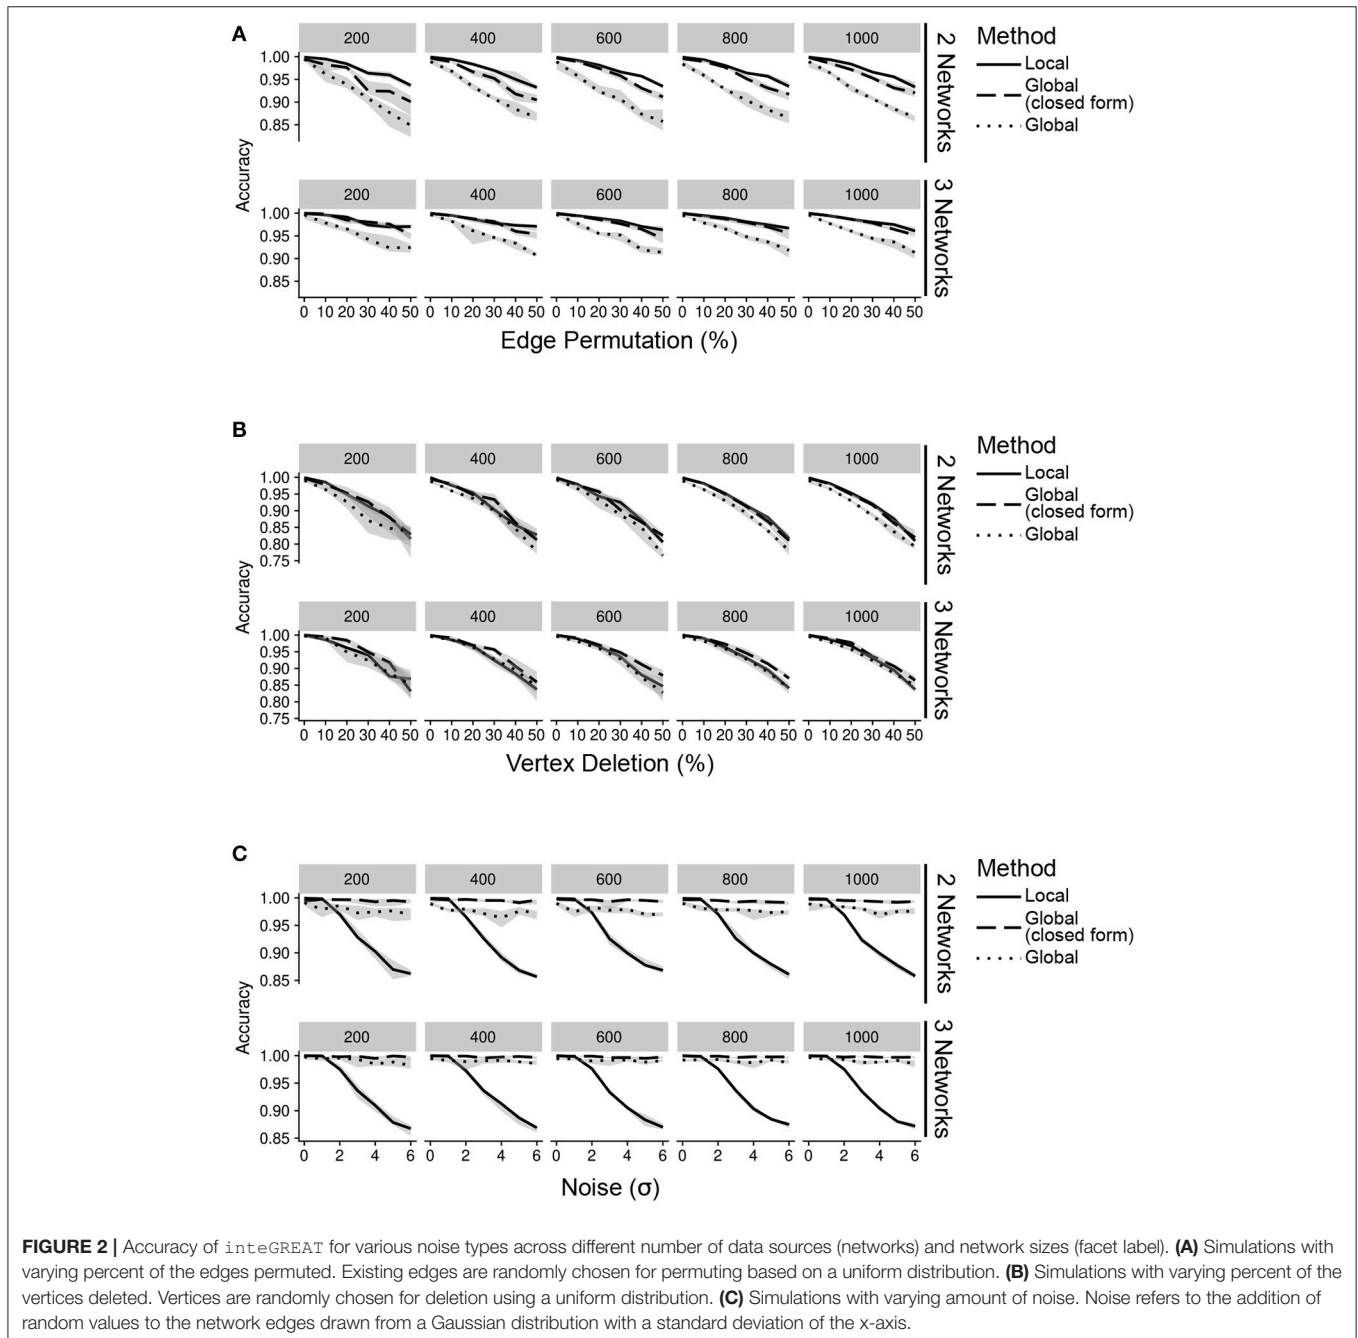 A
200 400 600 800 1000
2 Networks
1.00
0.95
0.90
0.85
Accuracy
200 400 600 800 1000
3 Networks
1.00
0.95
0.90
0.85
0 10 20 30 40 50 0 10 20 30 40 50 0 10 20 30 40 50 0 10 20 30 40 50 0 10 20 30 40 50
Edge Permutation (%)
Method
Local
Global
(closed form)
Global
B
200 400 600 800 1000
2 Networks
1.00
0.95
0.90
0.85
0.80
0.75
Accuracy
200 400 600 800 1000
3 Networks
1.00
0.95
0.90
0.85
0.80
0.75
0 10 20 30 40 50 0 10 20 30 40 50 0 10 20 30 40 50 0 10 20 30 40 50 0 10 20 30 40 50
Vertex Deletion (%)
Method
Local
Global
(closed form)
Global
C
200 400 600 800 1000
2 Networks
1.00
0.95
0.90
0.85
Accuracy
200 400 600 800 1000
3 Networks
1.00
0.95
0.90
0.85
0 2 4 6 0 2 4 6 0 2 4 6 0 2 4 6 0 2 4 6
Noise (σ)
Method
Local
Global
(closed form)
Global
FIGURE 2 | Accuracy of inteGREAT for various noise types across different number of data sources (networks) and network sizes (facet label). (A) Simulations with
varying percent of the edges permuted. Existing edges are randomly chosen for permuting based on a uniform distribution. (B) Simulations with varying percent of the
vertices deleted. Vertices are randomly chosen for deletion using a uniform distribution. (C) Simulations with varying amount of noise. Noise refers to the addition of
random values to the network edges drawn from a Gaussian distribution with a standard deviation of the x-axis.